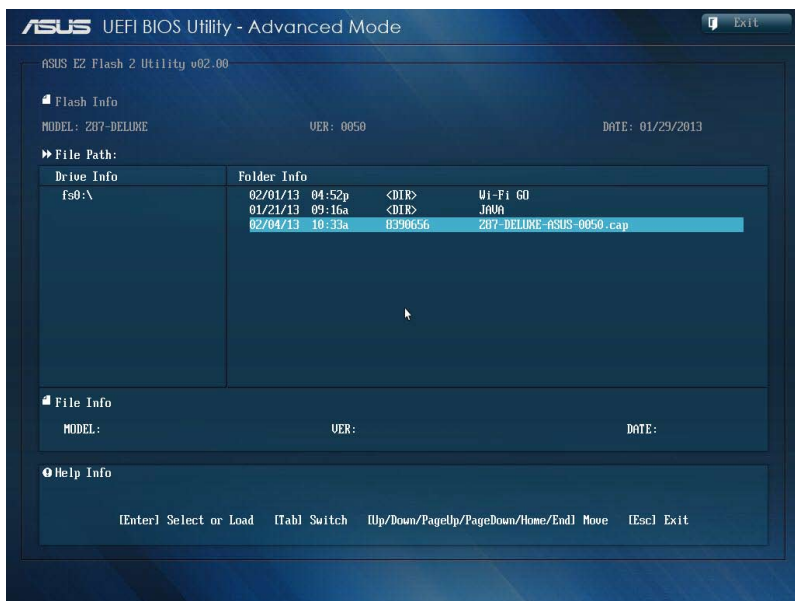 ASUS UEFI BIOS Utility - Advanced Mode Exit
ASUS EZ Flash 2 Utility v02.00
Flash Info
MODEL: Z87-DELUXE VER: 0050 DATE: 01/29/2013
File Path:
Drive Info Folder Info
fs0:\ 02/01/13 04:52p <DIR> Wi-Fi GO
01/21/13 09:16a <DIR> JAVA
02/04/13 10:33a 8390656 Z87-DELUXE-ASUS-0050.cap
File Info
MODEL: VER: DATE:
Help Info
[Enter] Select or Load [Tab] Switch [Up/Down/PageUp/PageDown/Home/End] Move [Esc] Exit